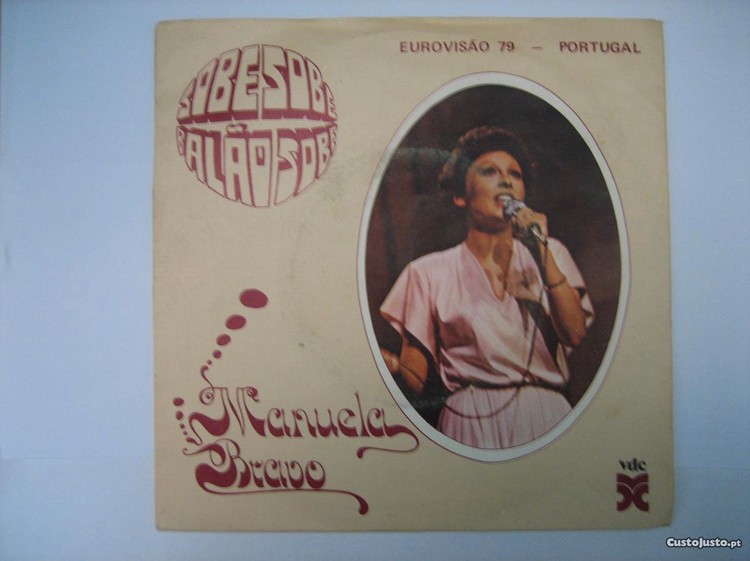 EUROVISÃO 79 – PORTUGAL
SOBE SOBE
BALÃO SOBE
Manuela
Bravo
vdc
CustoJusto.pt